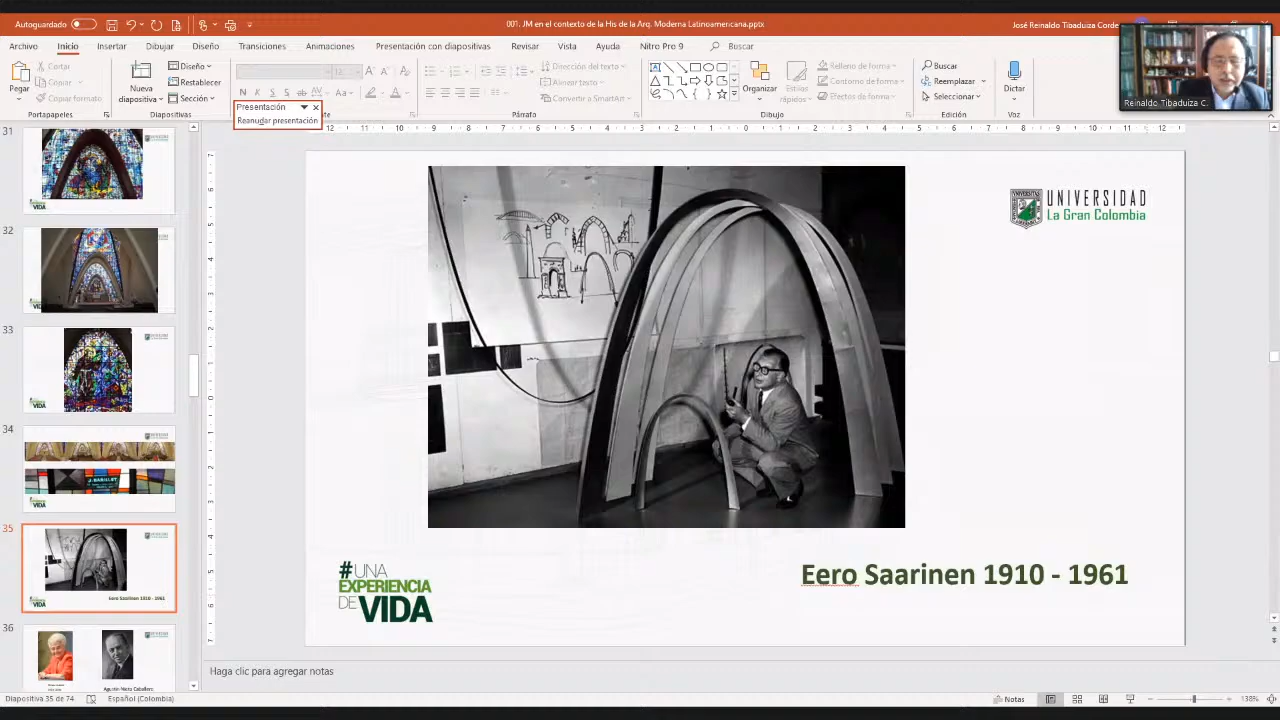 Autoguardado
001. JM en el contexto de la His de la Arq. Moderna Latinoamericana.pptx
José Reinaldo Tibaduiza Corde
Archivo Inicio Insertar Dibujar Diseño Transiciones Animaciones Presentación con diapositivas Revisar Vista Ayuda Nitro Pro 9 Buscar
Pegar
Cortar
Copiar
Copiar formato
Portapapeles
Nueva
diapositiva
Diseño
Restablecer
Sección
Diapositivas
Presentación
Reanudar presentación
Párrafo
Dirección del texto
Alinear texto
Convertir a SmartArt
Organizar
Estilos
rápidos
Relleno de forma
Contorno de forma
Efectos de forma
Dibujo
Buscar
Reemplazar
Seleccionar
Edición
Dictar
Voz
Reinaldo Tibaduiza C.
31
32
33
34
35
36
UNIVERSIDAD
La Gran Colombia
#UNA
EXPERIENCIA
DE VIDA
Eero Saarinen 1910 - 1961
Agustín Nieto Caballero
Haga clic para agregar notas
Diapositiva 35 de 74
Español (Colombia)
Notas
138%